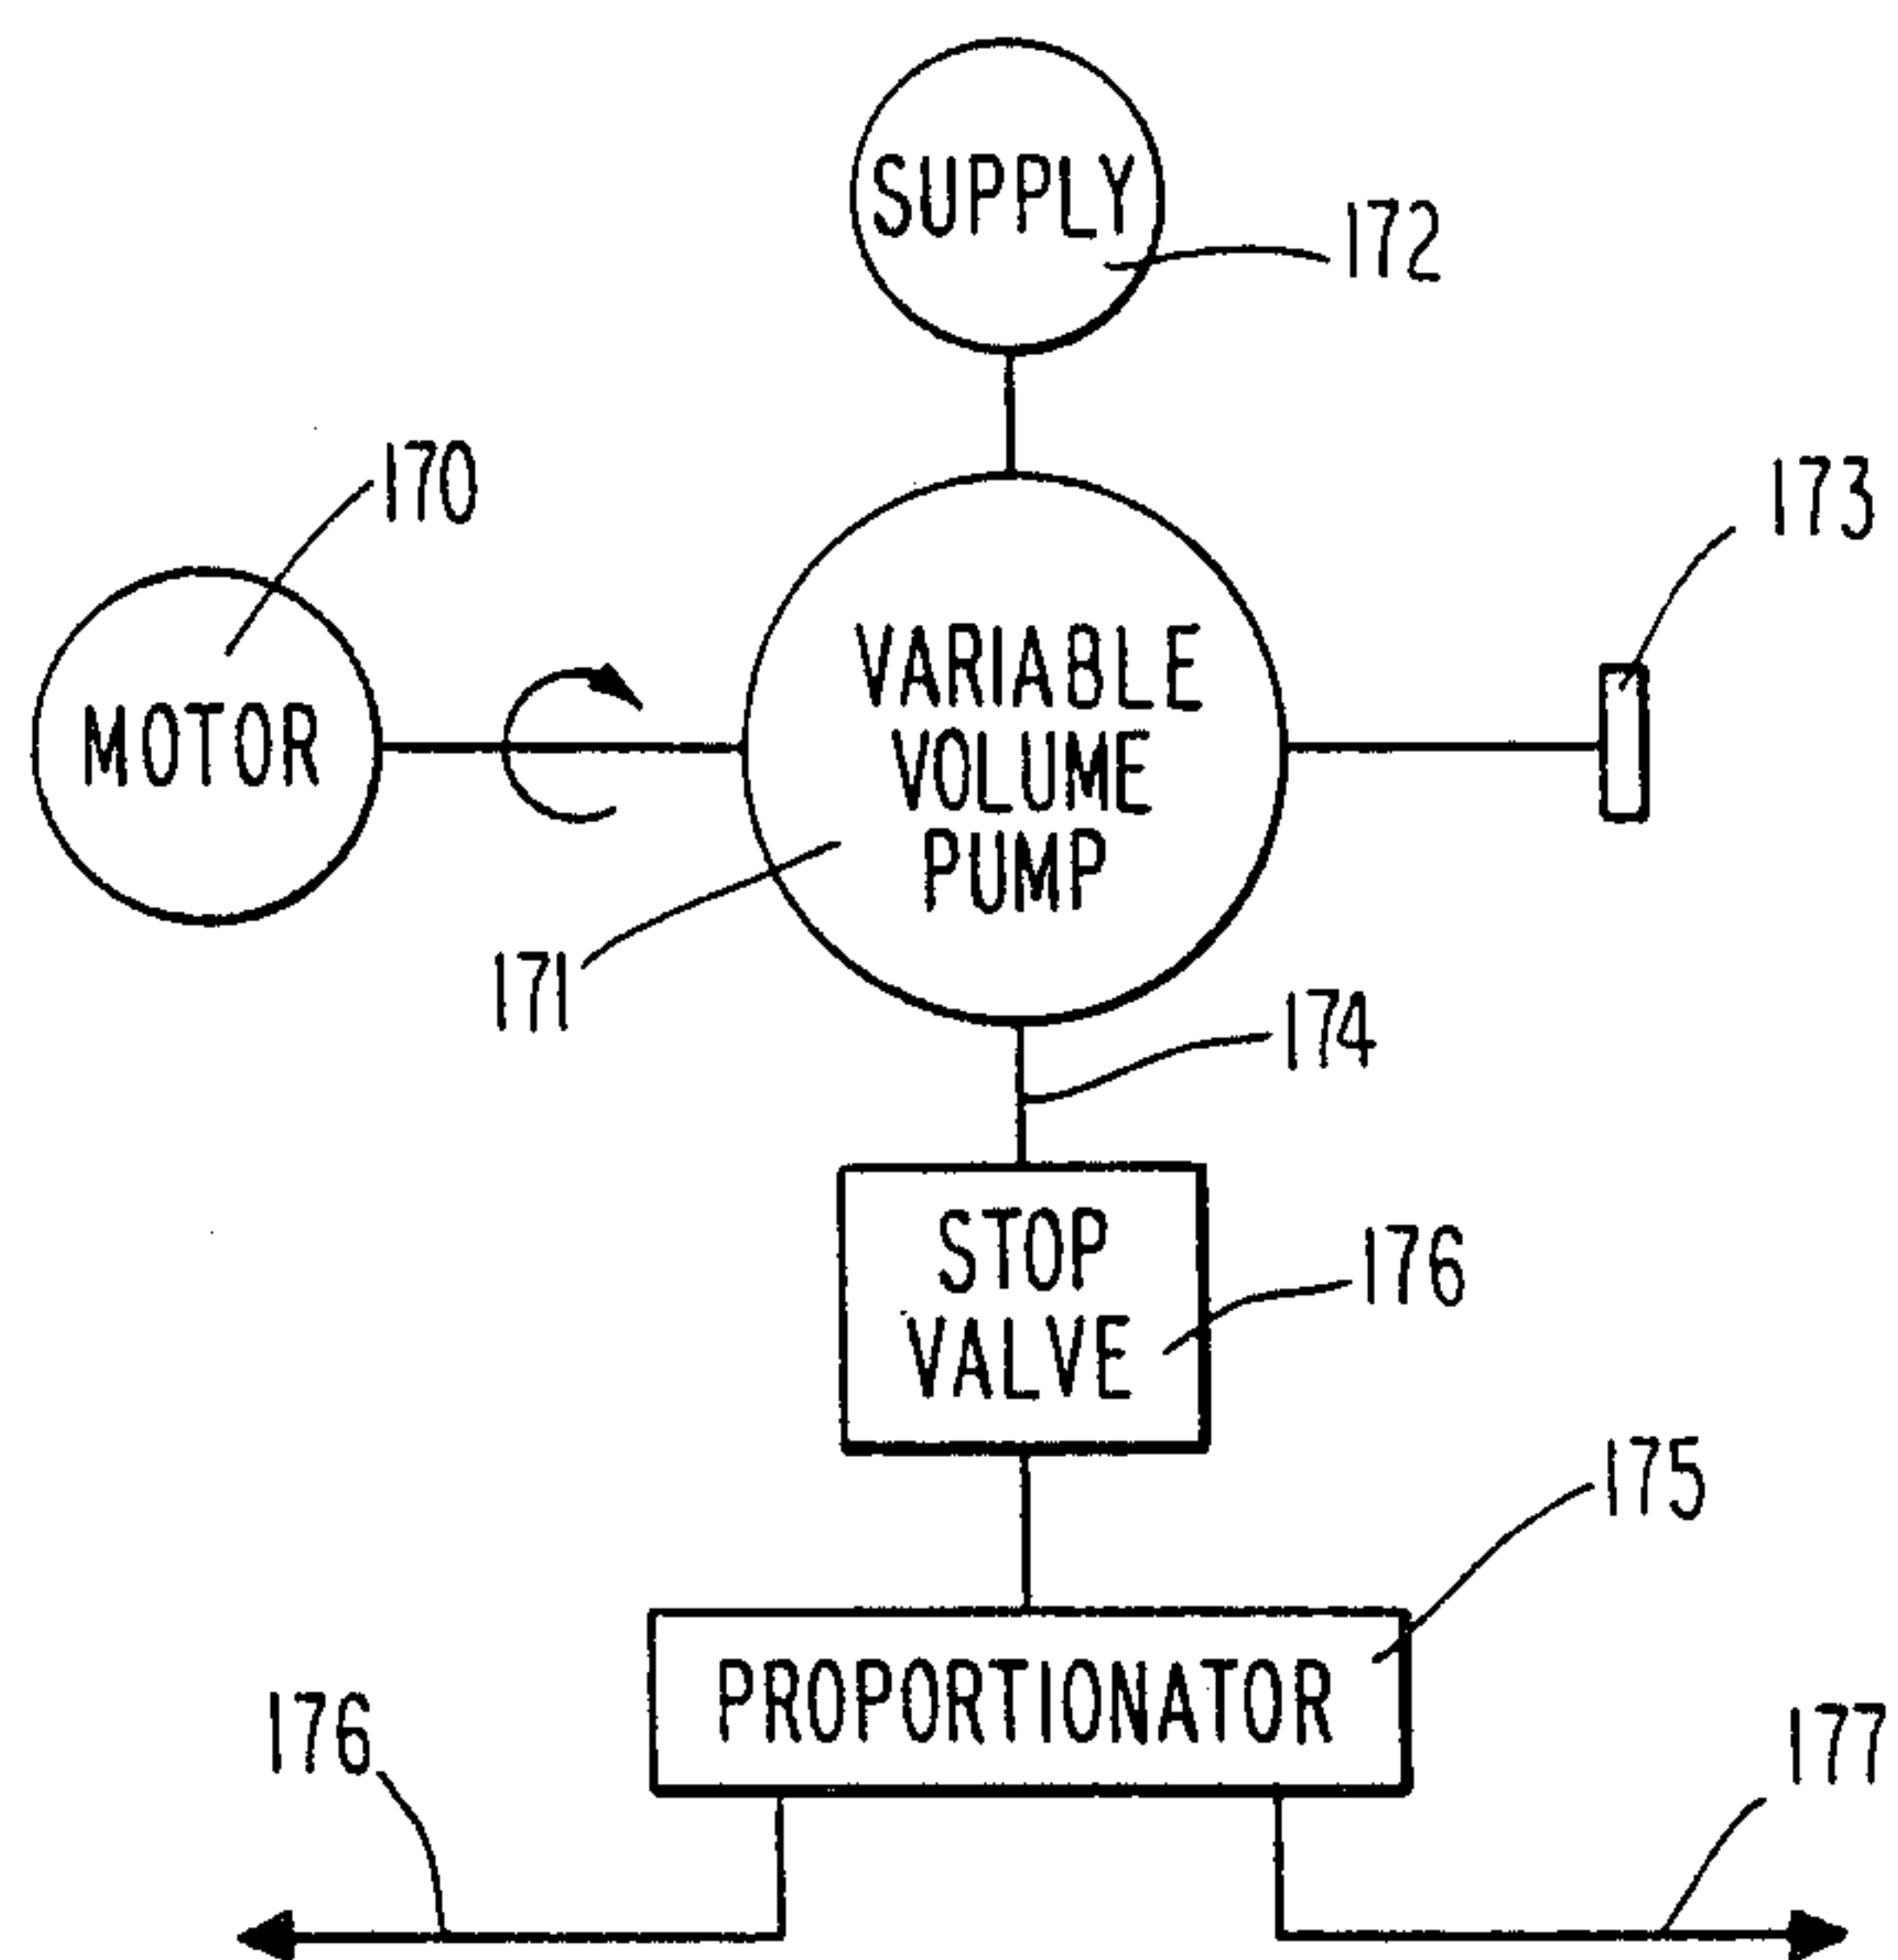 SUPPLY
172
170
173
MOTOR
VARIABLE
VOLUME
PUMP
171
174
STOP
VALVE
176
175
PROPORTIONATOR
176
177